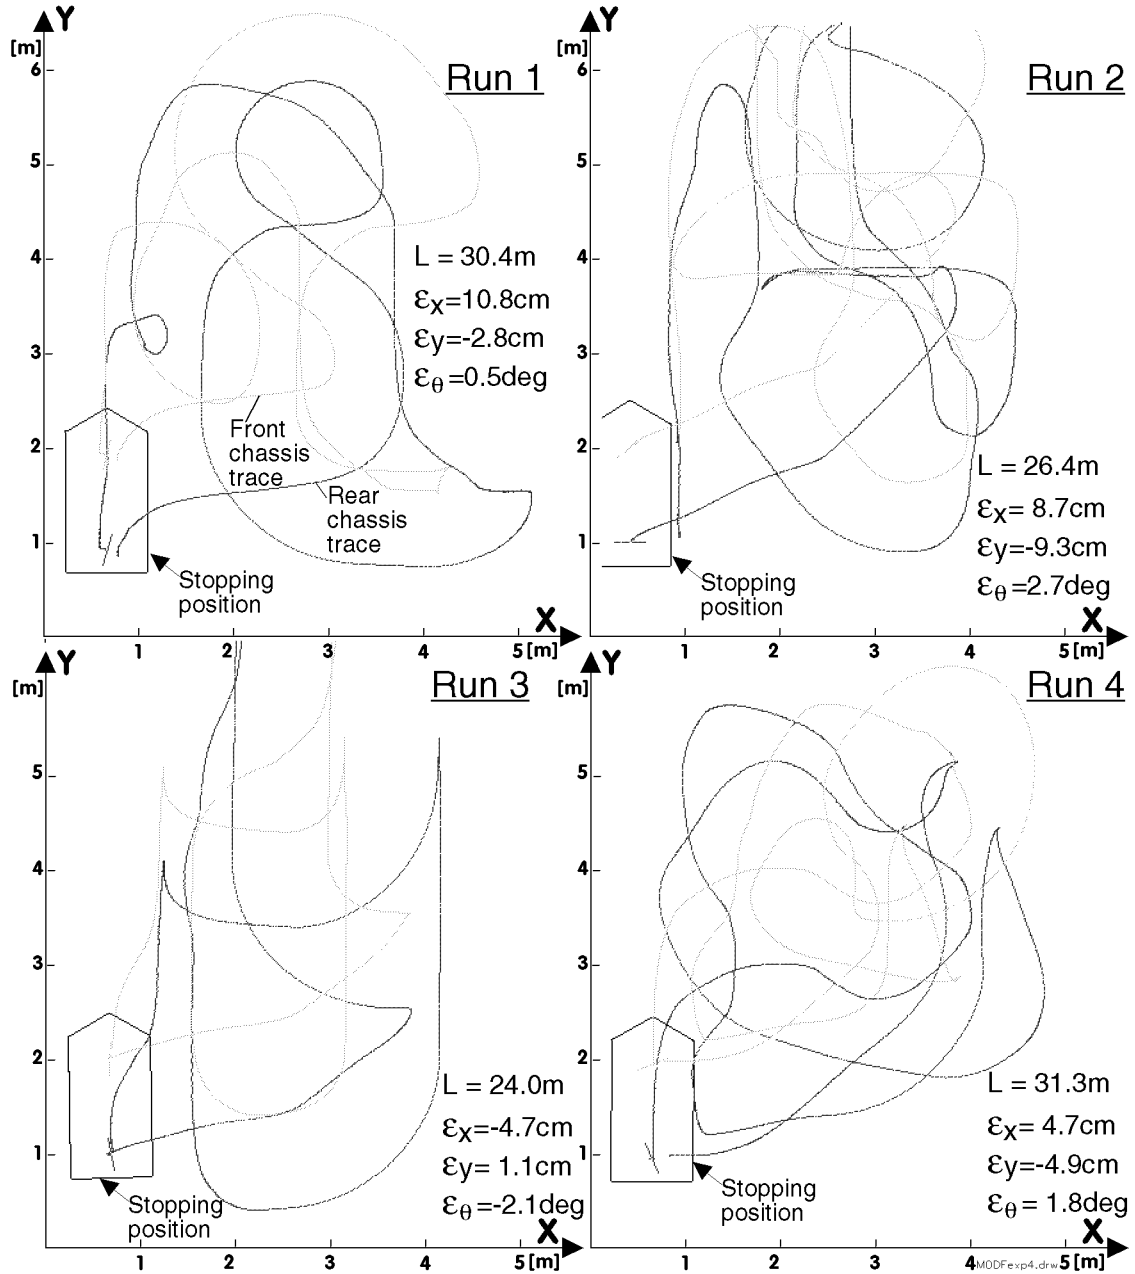 Y
[m]
6
5
4
3
2
1
Run 1
L = 30.4m
εx=10.8cm
εy=-2.8cm
εθ=0.5deg
Front
chassis
trace
Rear
chassis
trace
Stopping
position
X
1 2 3 4 5[m]
Y
[m]
6
5
4
3
2
1
Run 2
L = 26.4m
εx= 8.7cm
εy=-9.3cm
εθ=2.7deg
Stopping
position
X
1 2 3 4 5[m]
Y
[m]
5
4
3
2
1
Run 3
L = 24.0m
εx=-4.7cm
εy= 1.1cm
εθ=-2.1deg
Stopping
position
X
1 2 3 4 5[m]
Y
[m]
5
4
3
2
1
Run 4
L = 31.3m
εx= 4.7cm
εy=-4.9cm
εθ= 1.8deg
Stopping
position
X
1 2 3 4 5[m]
MODFexp4.drw